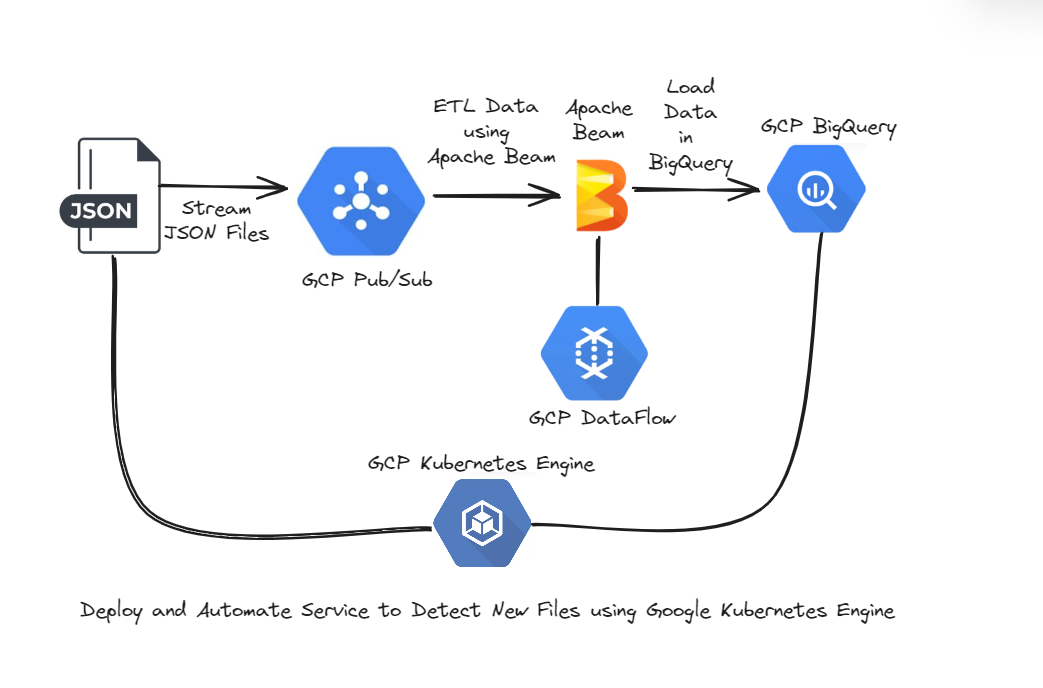 JSON
Stream
JSON Files
GCP Pub/Sub
ETL Data
using
Apache Beam
Apache
Beam
Load
Data
in
BigQuery
GCP BigQuery
GCP DataFlow
GCP Kubernetes Engine
Deploy and Automate Service to Detect New Files using Google Kubernetes Engine